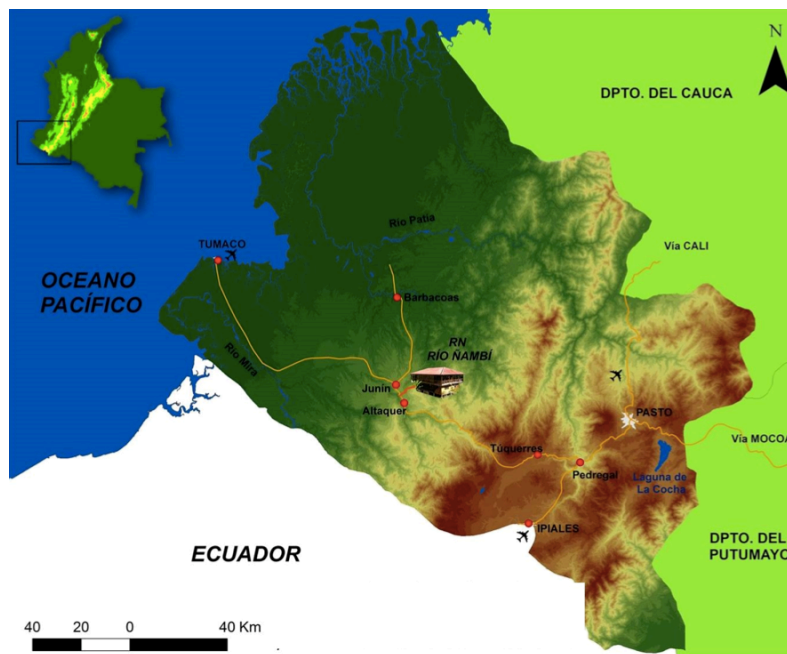 N
DPTO. DEL CAUCA
Río Patía
Vía CALI
TUMACO
OCEANO
PACÍFICO
Barbacoas
Río Mira
RN
RÍO ÑAMBÍ
Junín
Altaquer
PASTO
Vía MOCOA
Túquerres
Pedregal
Laguna de
La Cocha
IPIALES
ECUADOR
DPTO. DEL
PUTUMAYO
40 20 0 40 Km